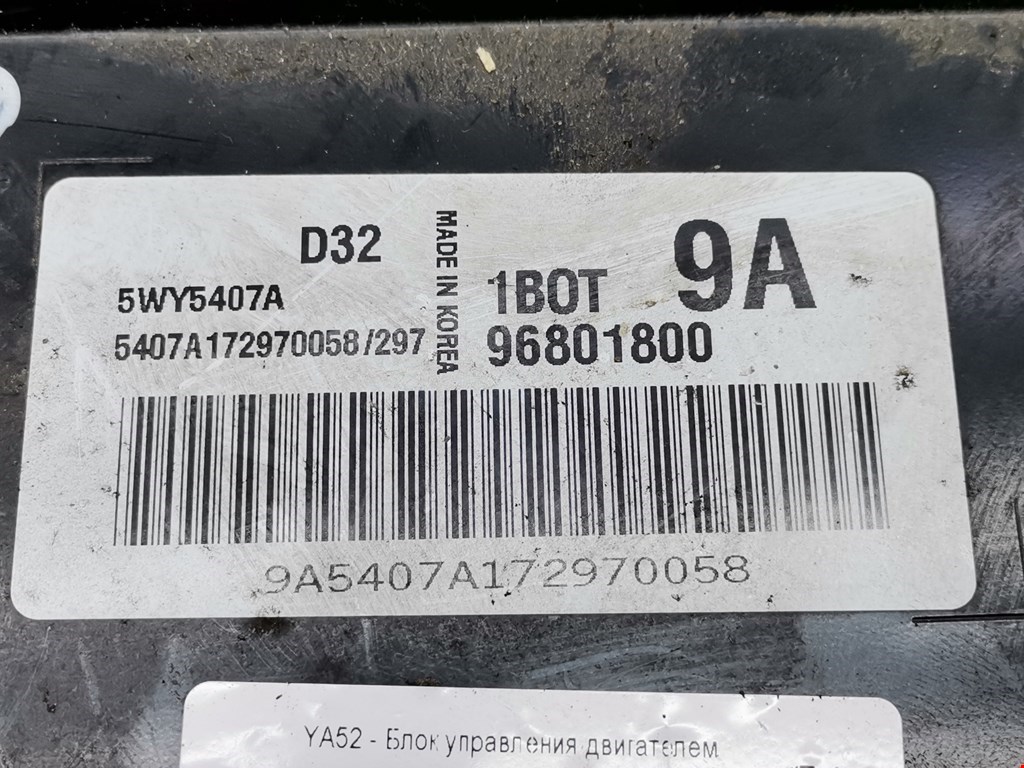 D32
5WY5407A
5407A172970058/297
MADE IN KOREA
1BOT
9A
96801800
9A5407A172970058
YA52 - Блок управления двигателем